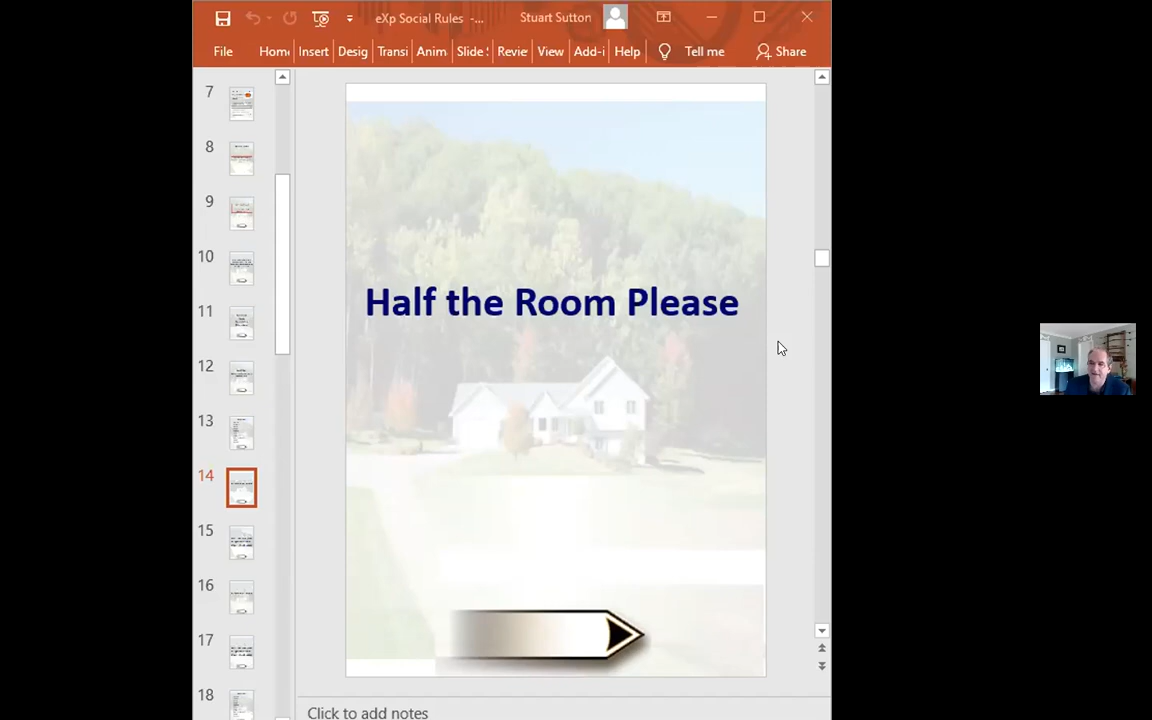 eXp Social Rules -...
Stuart Sutton
File
Home
Insert
Desig
Transi
Anim
Slide
Revie
View
Add-i
Help
Tell me
Share
7
8
9
10
11
12
13
14
15
16
17
18
Half the Room Please
Click to add notes